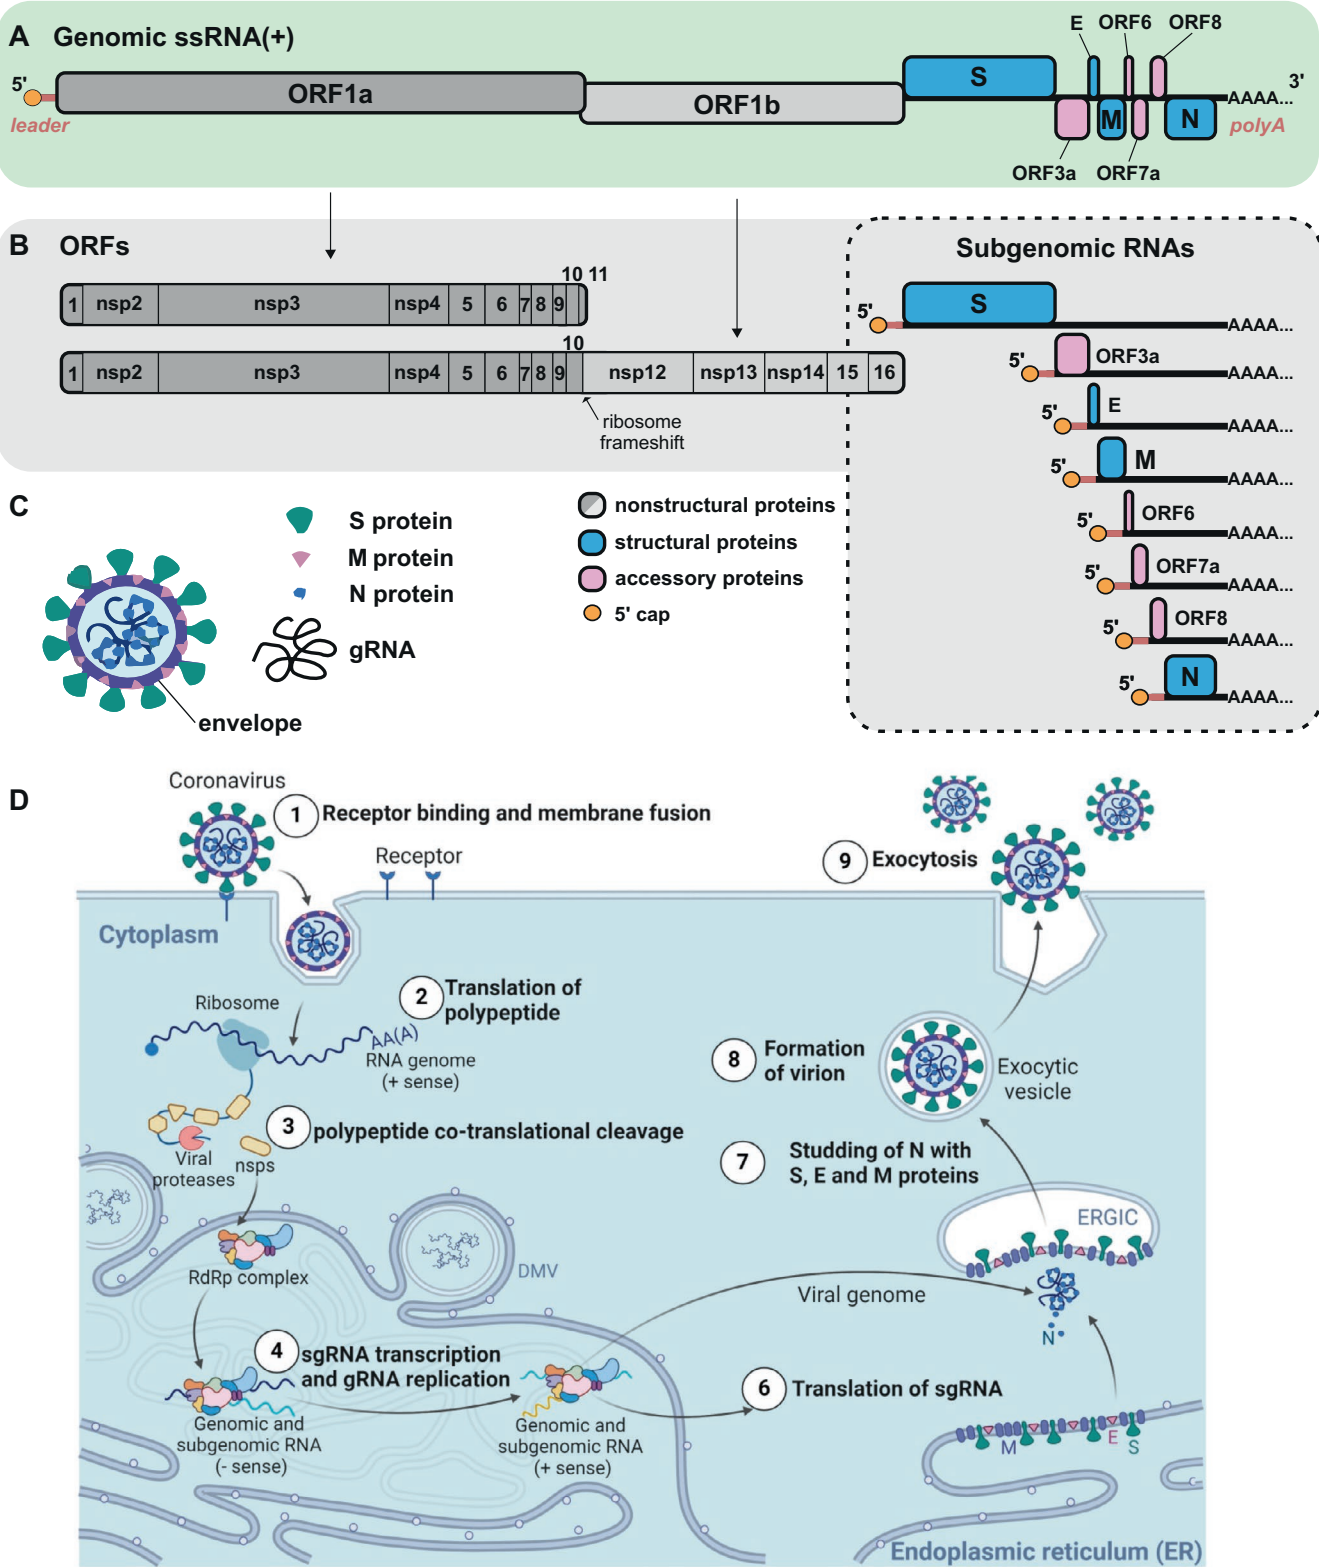 A Genomic ssRNA(+)
E ORF6 ORF8
5' ORF1a ORF1b S M N AAAA... 3'
leader
polyA
ORF3a ORF7a
B ORFs
10 11
1 nsp2 nsp3 nsp4 5 6 7 8 9
10
1 nsp2 nsp3 nsp4 5 6 7 8 9 nsp12 nsp13 nsp14 15 16
ribosome
frameshift
Subgenomic RNAs
5' S AAAA...
5' ORF3a AAAA...
5' E AAAA...
5' M AAAA...
5' ORF6 AAAA...
5' ORF7a AAAA...
5' ORF8 AAAA...
5' N AAAA...
C
S protein
M protein
N protein
gRNA
envelope
nonstructural proteins
structural proteins
accessory proteins
5' cap
D
Coronavirus
1 Receptor binding and membrane fusion
Receptor
Cytoplasm
Ribosome
2 Translation of
polypeptide
AA(A)
RNA genome
(+ sense)
3 polypeptide co-translational cleavage
Viral
proteases
nsps
RdRp complex
DMV
4 sgRNA transcription
and gRNA replication
Genomic and
subgenomic RNA
(- sense)
Genomic and
subgenomic RNA
(+ sense)
Viral genome
6 Translation of sgRNA
M E S
Endoplasmic reticulum (ER)
N
ERGIC
7 Studding of N with
S, E and M proteins
8 Formation
of virion
Exocytic
vesicle
9 Exocytosis